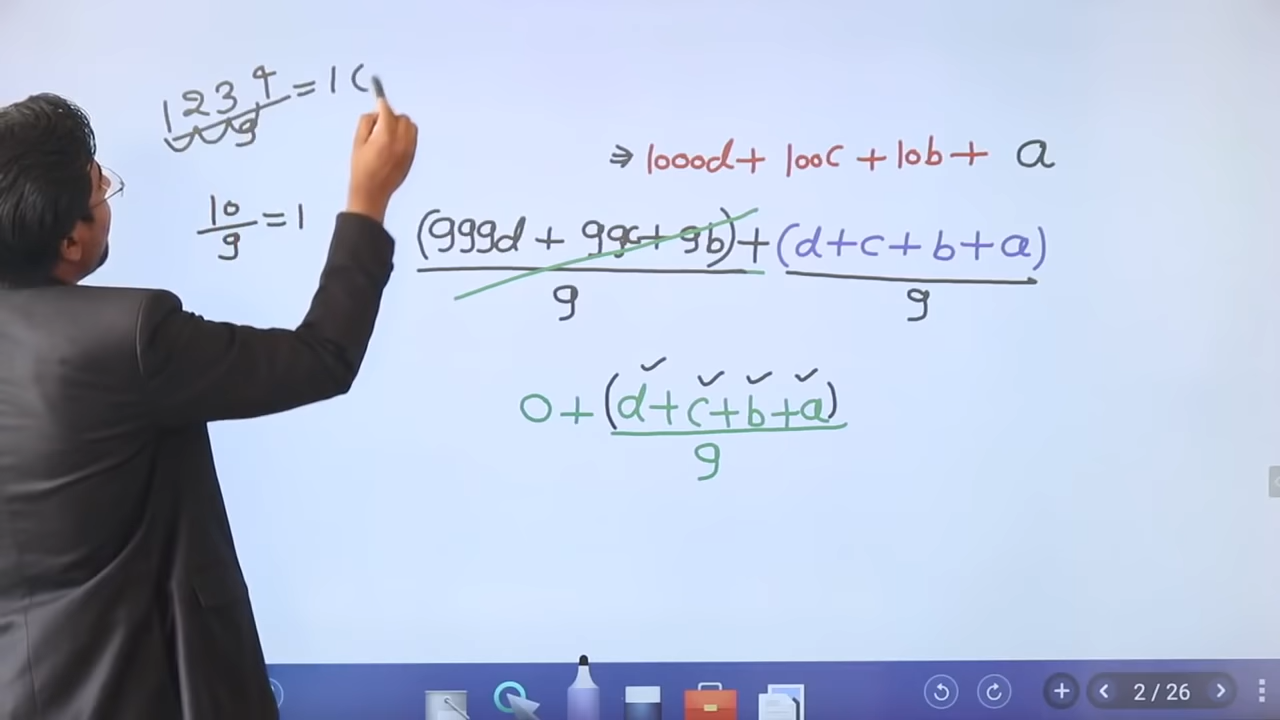 1234/9 = 1
10/9 = 1
⇒ 1000d + 100c + 10b + a
(999d + 99c + 9b)/9 + (d + c + b + a)/9
0 + (d + c + b + a)/9
2 / 26